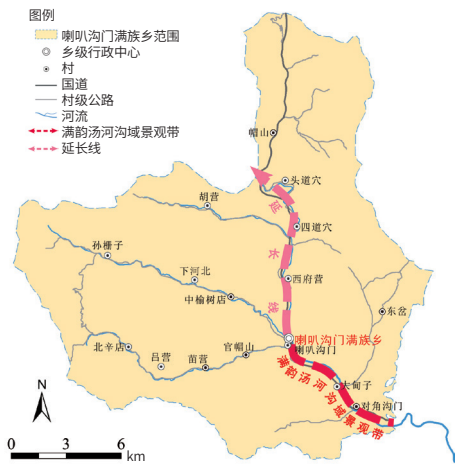 图例
喇叭沟门满族乡范围
乡级行政中心
村
国道
村级公路
河流
满韵汤河沟域景观带
延长线
帽山
头道穴
胡营
延长线
四道穴
孙栅子
下河北
西府营
中榆树店
东岔
喇叭沟门满族乡
北辛店
官帽山
喇叭沟门
吕营
苗营
大甸子
满韵汤河沟域景观带
对角沟门
N
0 3 6 km